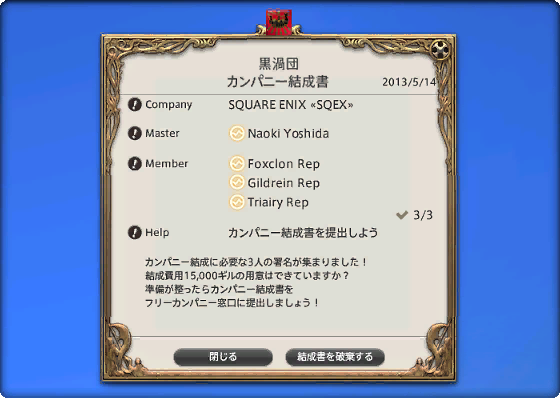 黒渦団
カンパニー結成書
2013/5/14
Company SQUARE ENIX «SQEX»
Master Naoki Yoshida
Member Foxclon Rep
Gildrein Rep
Triairy Rep
3/3
Help カンパニー結成書を提出しよう
カンパニー結成に必要な3人の署名が集まりました！
結成費用15,000ギルの用意はできていますか？
準備が整ったらカンパニー結成書を
フリーカンパニー窓口に提出しましょう！
閉じる 結成書を破棄する